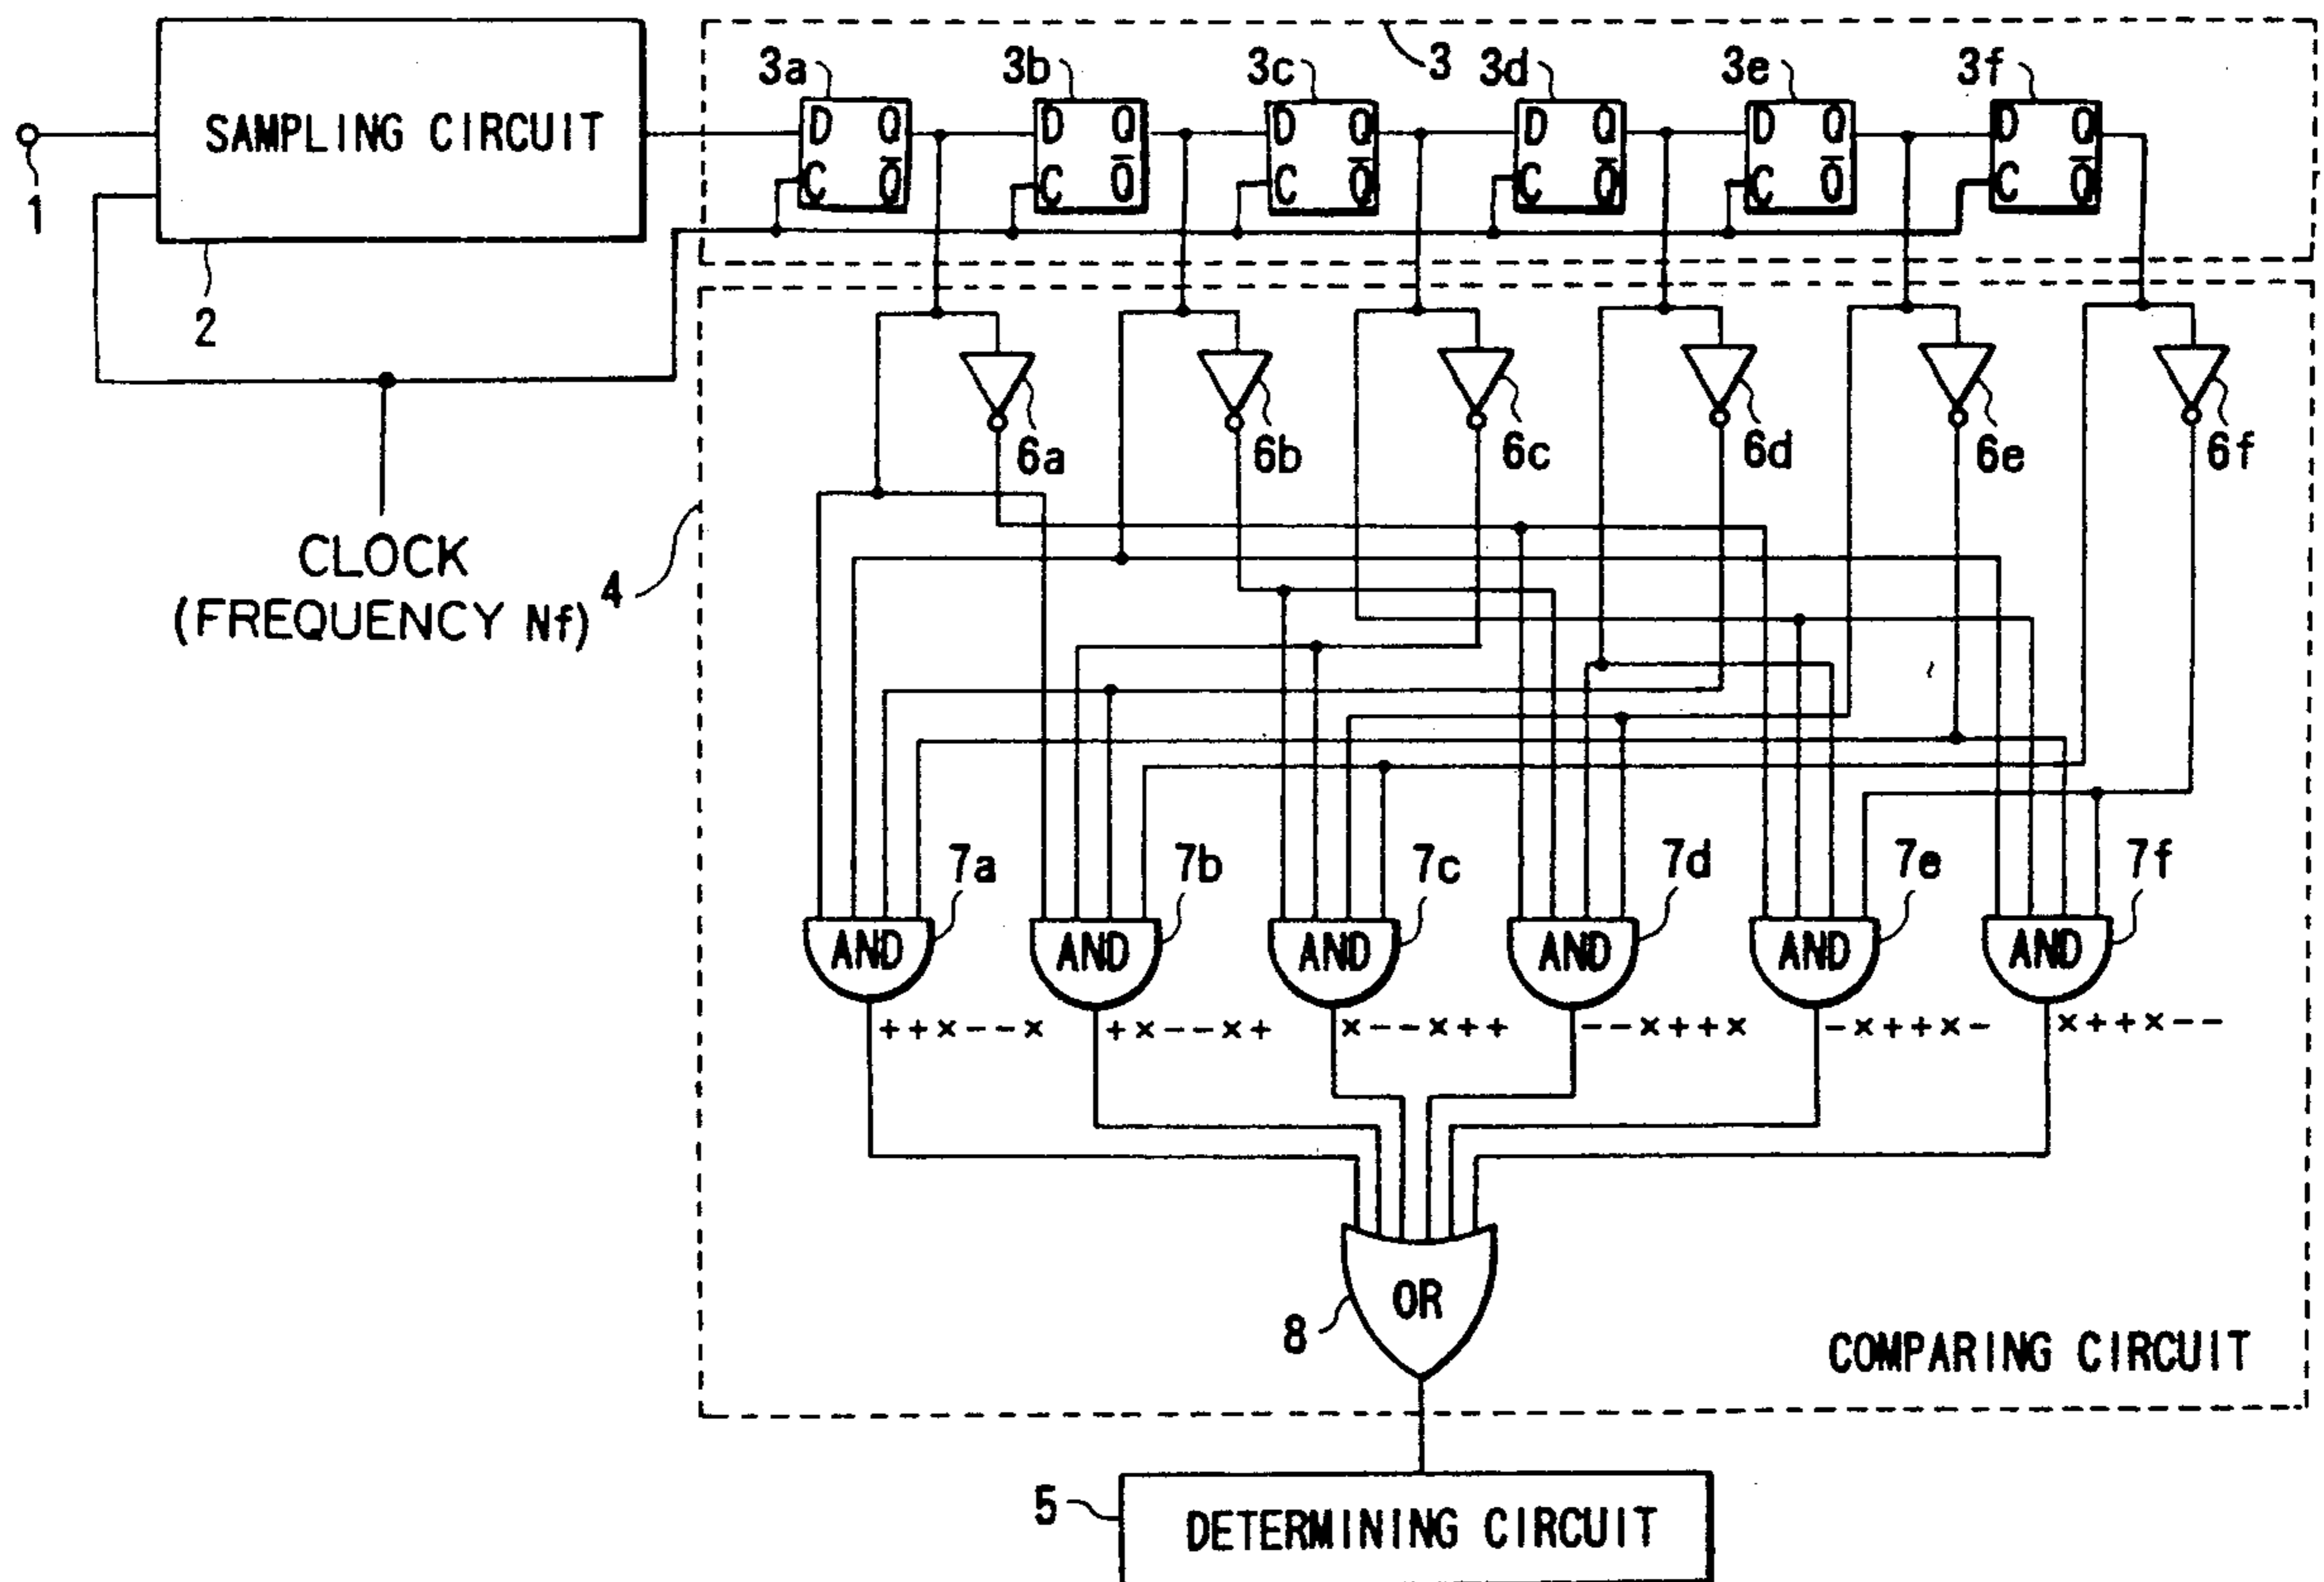 3
3a 3b 3c 3d 3e 3f
SAMPLING CIRCUIT
D Q D Q D Q D Q D Q D Q
C Q̅ C Q̅ C Q̅ C Q̅ C Q̅ C Q̅
1
2
6a 6b 6c 6d 6e 6f
CLOCK
(FREQUENCY Nf)
4
7a 7b 7c 7d 7e 7f
AND AND AND AND AND AND
++×--× +×--×+ ×--×++ --×++× -×++×- ×++×--
OR
8
COMPARING CIRCUIT
5
DETERMINING CIRCUIT